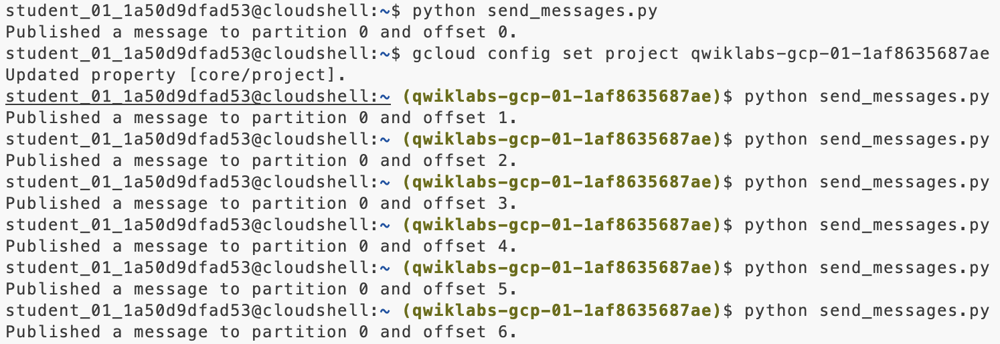 student_01_1a50d9dfad53@cloudshell:~$ python send_messages.py
Published a message to partition 0 and offset 0.
student_01_1a50d9dfad53@cloudshell:~$ gcloud config set project qwiklabs-gcp-01-1af8635687ae
Updated property [core/project].
student_01_1a50d9dfad53@cloudshell:~ (qwiklabs-gcp-01-1af8635687ae)$ python send_messages.py
Published a message to partition 0 and offset 1.
student_01_1a50d9dfad53@cloudshell:~ (qwiklabs-gcp-01-1af8635687ae)$ python send_messages.py
Published a message to partition 0 and offset 2.
student_01_1a50d9dfad53@cloudshell:~ (qwiklabs-gcp-01-1af8635687ae)$ python send_messages.py
Published a message to partition 0 and offset 3.
student_01_1a50d9dfad53@cloudshell:~ (qwiklabs-gcp-01-1af8635687ae)$ python send_messages.py
Published a message to partition 0 and offset 4.
student_01_1a50d9dfad53@cloudshell:~ (qwiklabs-gcp-01-1af8635687ae)$ python send_messages.py
Published a message to partition 0 and offset 5.
student_01_1a50d9dfad53@cloudshell:~ (qwiklabs-gcp-01-1af8635687ae)$ python send_messages.py
Published a message to partition 0 and offset 6.